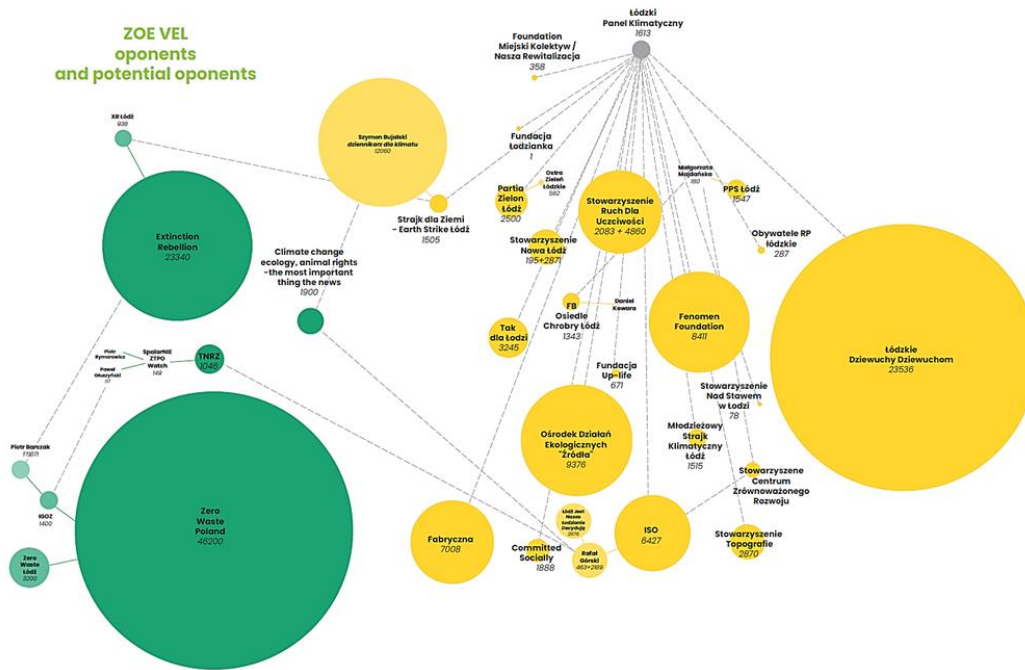 ZOE VEL
oponents
and potential oponents
Łódzki
Panel Klimatyczny
1613
Foundation
Miejski Kolektyw /
Nasza Rewitalizacja
358
XR Łódź
938
Szymon Bujalski
dziennikarz dla klimatu
12060
Fundacja
Łodzianka
1
Ostra
Zieleń
Łódzkie
582
Małgorzata
Majdańska
PPS Łódź
1547
Partia
Zielon
Łódź
2500
Stowarzyszenie
Ruch Dla
Uczciwości
2083 + 4860
Strajk dla Ziemi
- Earth Strike Łódź
1505
Extinction
Rebellion
23340
Stowarzyszenie
Nowa Łódź
195+2871
Obywatele RP
łódzkie
287
Climate change
ecology, animal rights
-the most important
thing the news
1900
FB
Osiedle
Chrobry Łódź
1343
Daniel
Kowara
Fenomen
Foundation
8411
Tak
dla Łodzi
3245
Łódzkie
Dziewuchy Dziewuchom
23536
Piotr
Rymarowicz
SpalarNIE
ZTPO
Watch
149
TNRZ
1046
Paweł
Głuszyński
Fundacja
Up-life
671
Stowarzyszenie
Nad Stawem
w Łodzi
78
Piotr Barczak
Ośrodek Działań
Ekologicznych
"Źródła"
9376
Młodzieżowy
Strajk
Klimatyczny
Łódź
1515
Stowarzyszene
Centrum
Zrównoważonego
Rozwoju
IGOZ
1400
Zero
Waste
Poland
46200
Łódź Jest
Nasza
Łodzianie
Decydują
Fabryczna
7008
ISO
6427
Stowarzyszenie
Topografie
2870
Zero
Waste
Łódź
3200
Committed
Socially
1888
Rafał
Górski